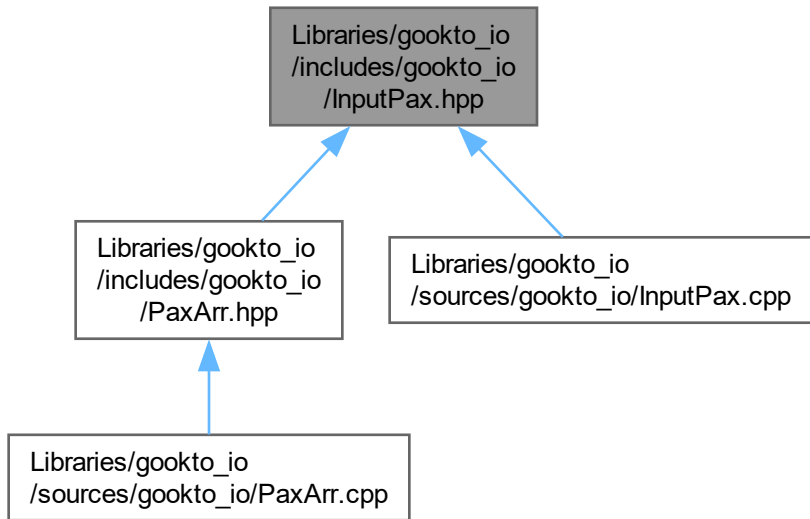 Libraries/gookto_io
/includes/gookto_io
/InputPax.hpp
Libraries/gookto_io
/includes/gookto_io
/PaxArr.hpp
Libraries/gookto_io
/sources/gookto_io/InputPax.cpp
Libraries/gookto_io
/sources/gookto_io/PaxArr.cpp